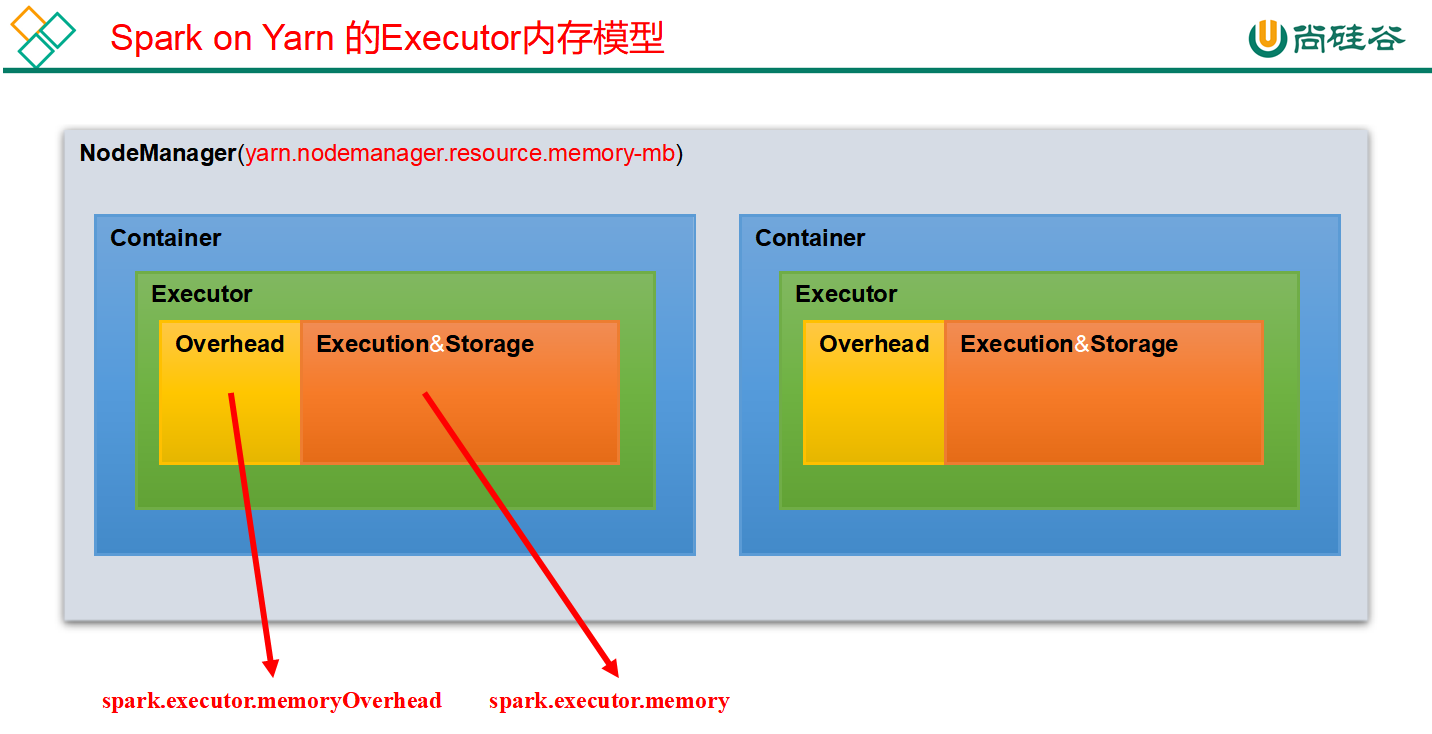 Spark on Yarn 的Executor内存模型
尚硅谷
NodeManager(yarn.nodemanager.resource.memory-mb)
Container
Executor
Overhead
Execution&Storage
Container
Executor
Overhead
Execution&Storage
spark.executor.memoryOverhead
spark.executor.memory